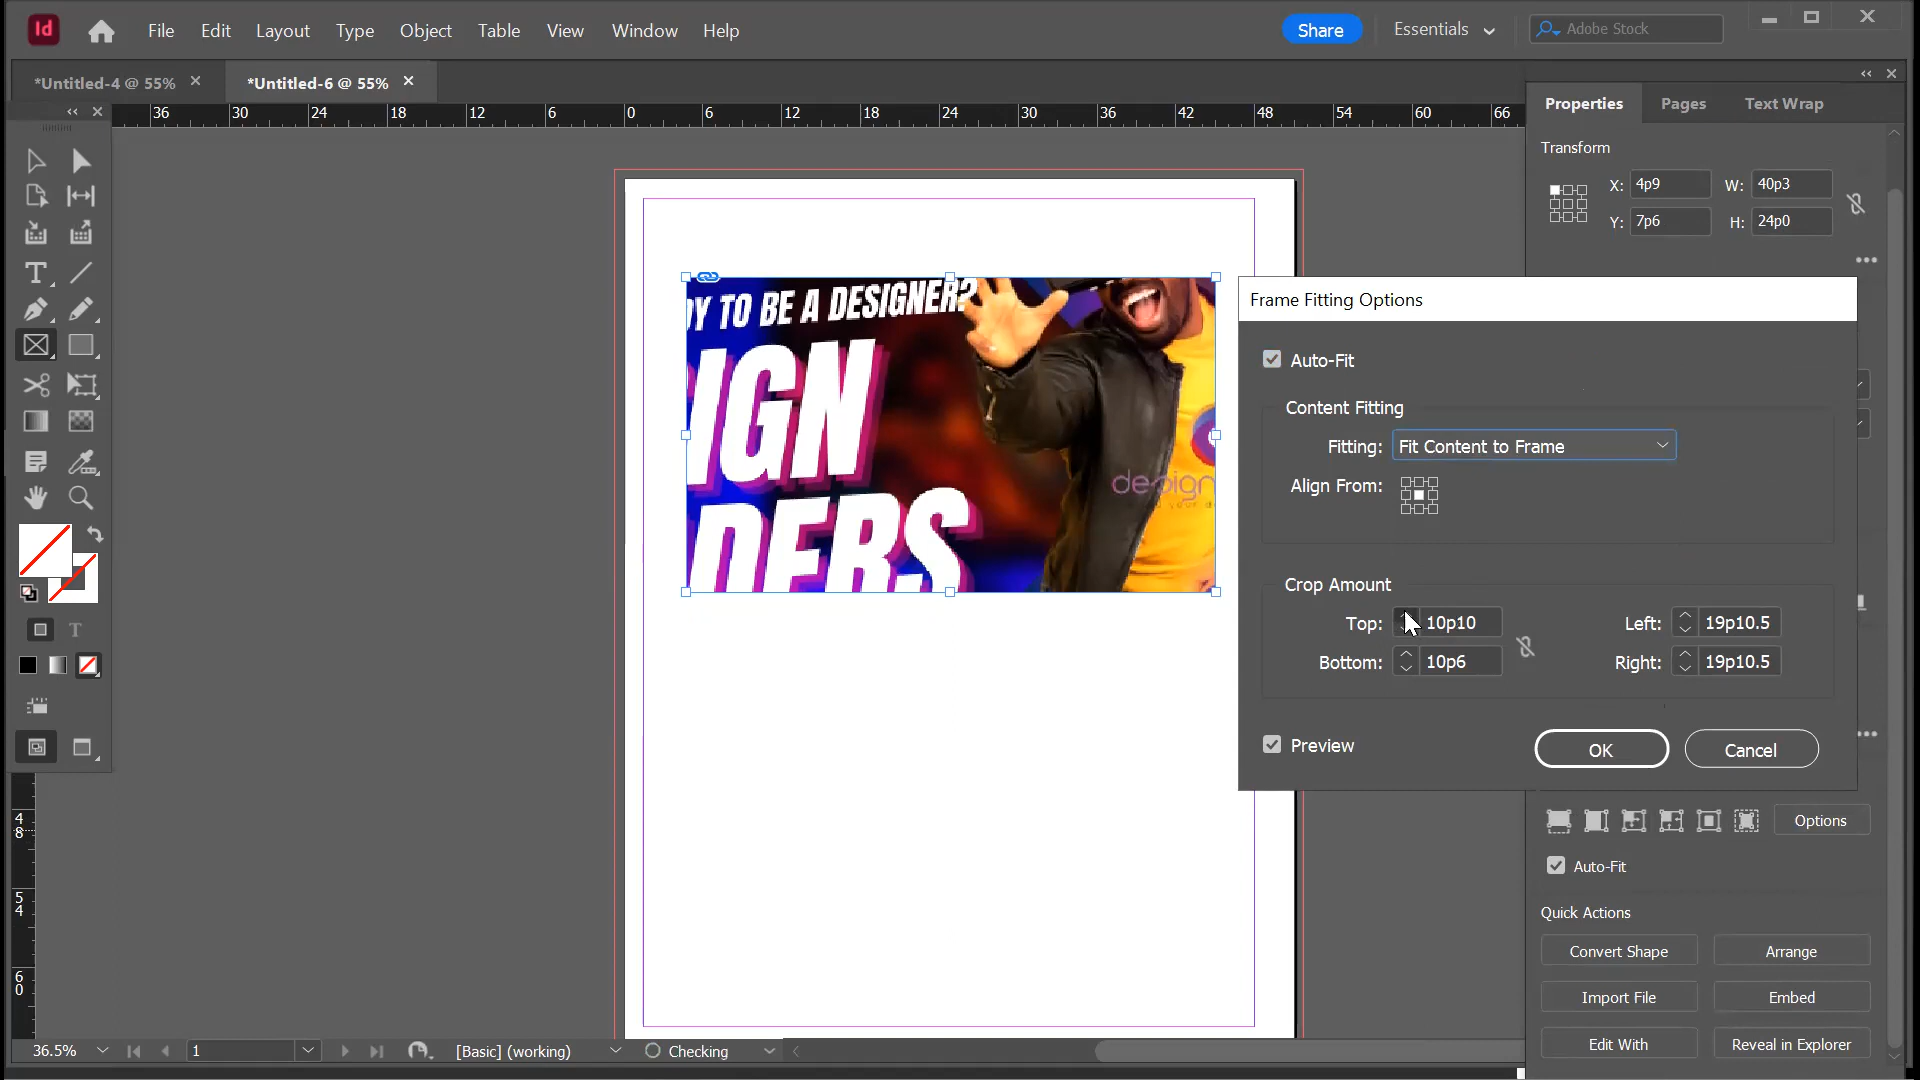 Id File Edit Layout Type Object Table View Window Help Share Essentials Adobe Stock
*Untitled-4 @ 55% *Untitled-6 @ 55%
36 30 24 18 12 6 0 6 12 18 24 30 36 42 48 54 60 66
Properties Pages Text Wrap
Transform
X: 4p9 W: 40p3
Y: 7p6 H: 24p0
TO BE A DESIGNER?
IGN
DERS
design
Frame Fitting Options
Auto-Fit
Content Fitting
Fitting: Fit Content to Frame
Align From:
Crop Amount
Top: 10p10 Left: 19p10.5
Bottom: 10p6 Right: 19p10.5
Preview OK Cancel
T
T
48
54
60
Options
Auto-Fit
Quick Actions
Convert Shape Arrange
Import File Embed
Edit With Reveal in Explorer
36.5% 1 [Basic] (working) Checking